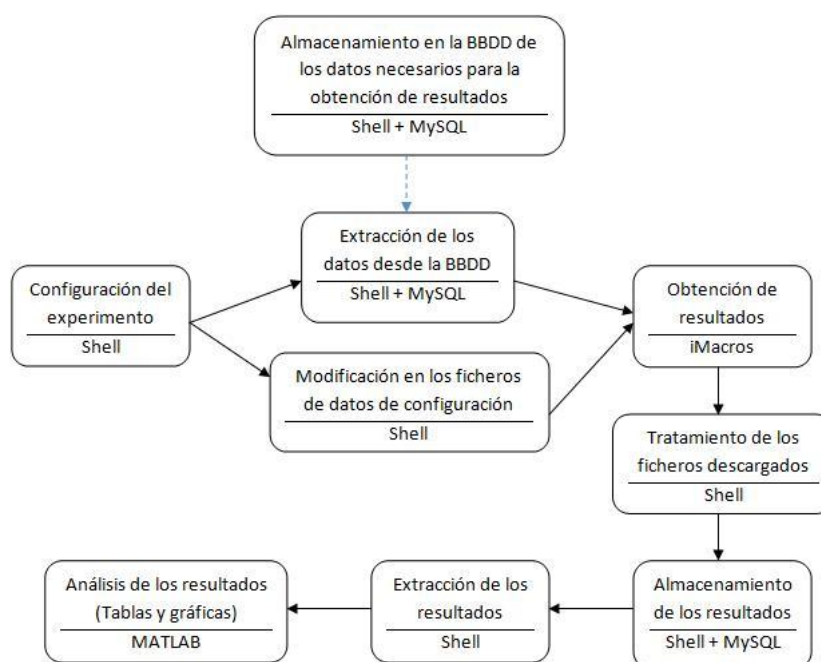 Almacenamiento en la BBDD de
los datos necesarios para la
obtención de resultados
Shell + MySQL
Extracción de los
datos desde la BBDD
Shell + MySQL
Configuración del
experimento
Shell
Obtención de
resultados
iMacros
Modificación en los ficheros
de datos de configuración
Shell
Tratamiento de los
ficheros descargados
Shell
Análisis de los resultados
(Tablas y gráficas)
MATLAB
Extracción de los
resultados
Shell
Almacenamiento
de los resultados
Shell + MySQL